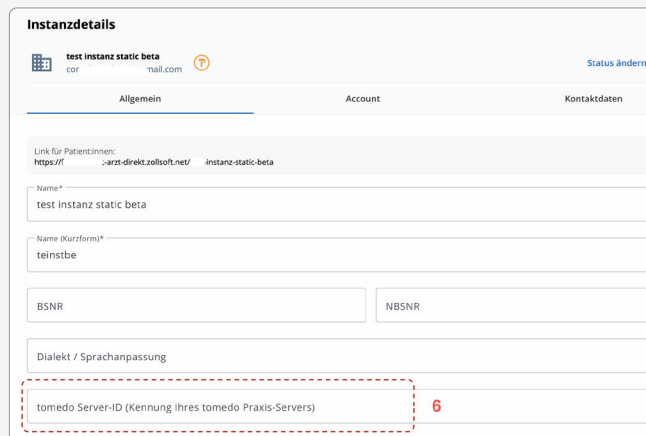 Instanzdetails
test instanz static beta
cor mail.com
Status ändern
Allgemein Account Kontaktdaten
Link für Patient:innen:
https://f -arzt-direkt.zollsoft.net/ -instanz-static-beta
Name*
test instanz static beta
Name (Kurzform)*
teinstbe
BSNR NBSNR
Dialekt / Sprachanpassung
tomedo Server-ID (Kennung Ihres tomedo Praxis-Servers) 6